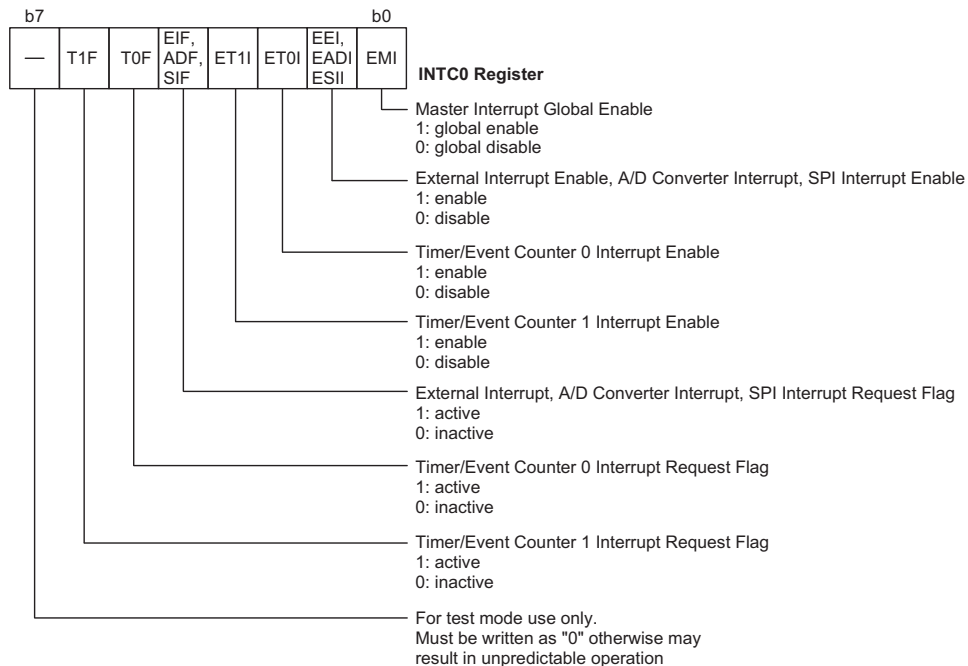 b7
b0
—
T1F
T0F
EIF,
ADF,
SIF
ET1I
ET0I
EEI,
EADI
ESII
EMI
INTC0 Register
Master Interrupt Global Enable
1: global enable
0: global disable
External Interrupt Enable, A/D Converter Interrupt, SPI Interrupt Enable
1: enable
0: disable
Timer/Event Counter 0 Interrupt Enable
1: enable
0: disable
Timer/Event Counter 1 Interrupt Enable
1: enable
0: disable
External Interrupt, A/D Converter Interrupt, SPI Interrupt Request Flag
1: active
0: inactive
Timer/Event Counter 0 Interrupt Request Flag
1: active
0: inactive
Timer/Event Counter 1 Interrupt Request Flag
1: active
0: inactive
For test mode use only.
Must be written as "0" otherwise may
result in unpredictable operation